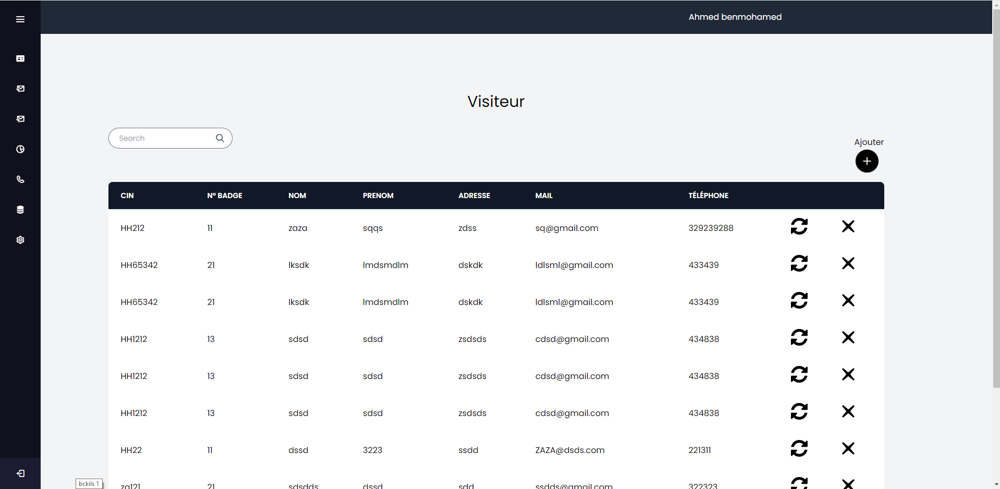 Ahmed benmohamed
Visiteur
Search
Ajouter
CIN N° BADGE NOM PRENOM ADRESSE MAIL TÉLÉPHONE
HH212 11 zaza sqqs zdss sq@gmail.com 329239288
HH65342 21 lksdk lmdsmdlm dskdk ldlsml@gmail.com 433439
HH65342 21 lksdk lmdsmdlm dskdk ldlsml@gmail.com 433439
HH1212 13 sdsd sdsd zsdsds cdsd@gmail.com 434838
HH1212 13 sdsd sdsd zsdsds cdsd@gmail.com 434838
HH1212 13 sdsd sdsd zsdsds cdsd@gmail.com 434838
HH22 11 dssd 3223 ssdd ZAZA@dsds.com 221311
21 sdsdds dssd sdd ssdds@gmail.com 322323
bckils 1